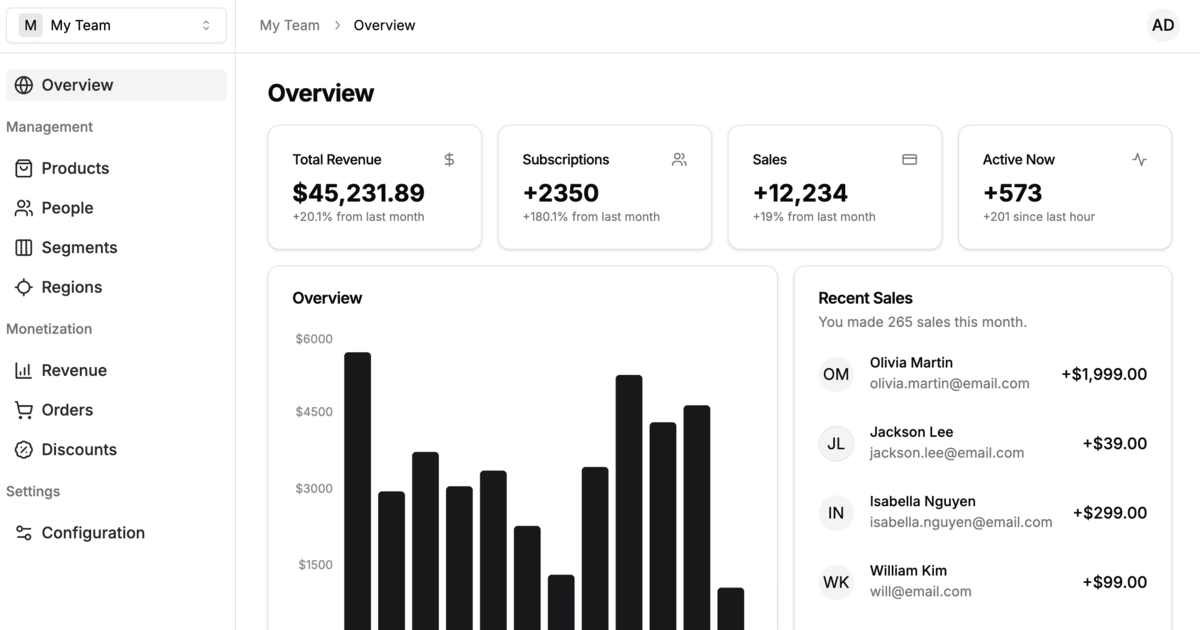 M My Team
My Team > Overview
AD
Overview
Management
Products
People
Segments
Regions
Monetization
Revenue
Orders
Discounts
Settings
Configuration
Overview
Total Revenue $
$45,231.89
+20.1% from last month
Subscriptions
+2350
+180.1% from last month
Sales
+12,234
+19% from last month
Active Now
+573
+201 since last hour
Overview
$6000
$4500
$3000
$1500
Recent Sales
You made 265 sales this month.
OM
Olivia Martin
olivia.martin@email.com
+$1,999.00
JL
Jackson Lee
jackson.lee@email.com
+$39.00
IN
Isabella Nguyen
isabella.nguyen@email.com
+$299.00
WK
William Kim
will@email.com
+$99.00